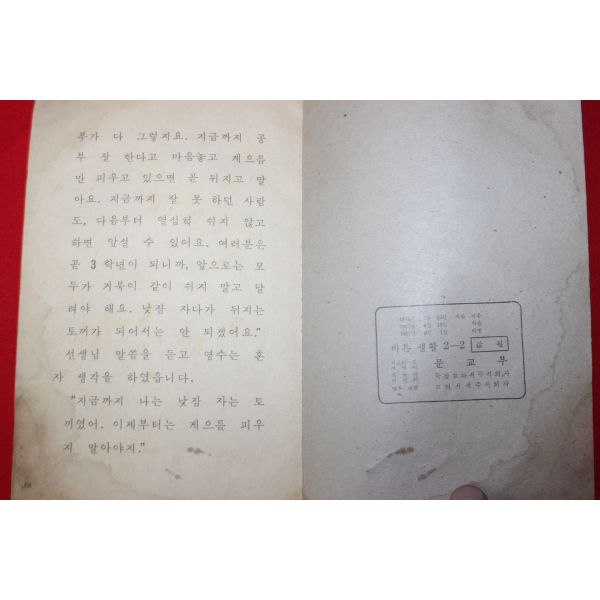 부가 다 그렇지요. 지금까지 공
부 잘 한다고 마음놓고 게으름
만 피우고 있으면 곧 뒤지고 말
아요. 지금까지 잘 못 하던 사람
도, 다음부터 열심히 쉬지 않고
하면 앞설 수 있어요. 여러분은
곧 3 학년이 되니까, 앞으로는 모
두가 거북이 같이 쉬지 말고 달
려야 해요. 낮잠 자다가 뒤지는
토끼가 되어서는 안 되겠어요."
선생님 말씀을 듣고 영수는 혼
자 생각을 하였읍니다.
"지금까지 나는 낮잠 자는 토
끼였어. 이제부터는 게으름 피우
지 말아야지."
바른 생활 2—2
문 교 부
국정교과서주식회사